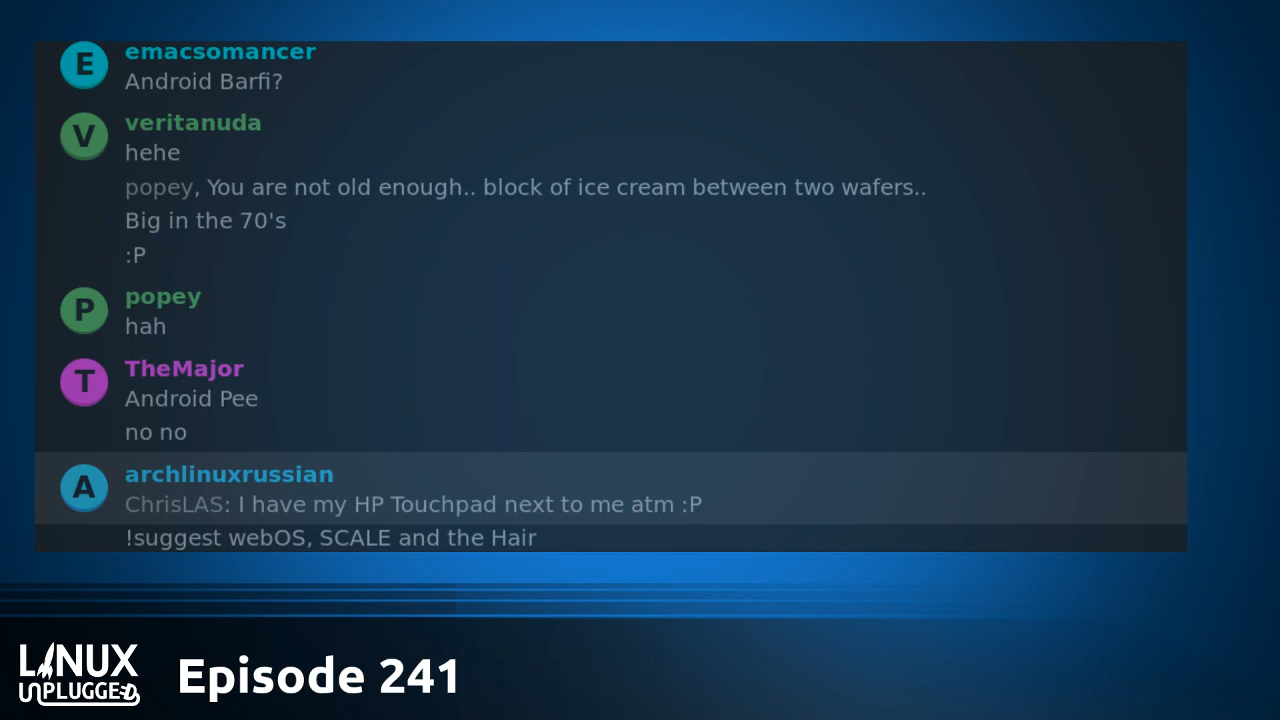 E
emacsomancer
Android Barfi?
V
veritanuda
hehe
popey, You are not old enough.. block of ice cream between two wafers..
Big in the 70's
:P
P
popey
hah
T
TheMajor
Android Pee
no no
A
archlinuxrussian
ChrisLAS: I have my HP Touchpad next to me atm :P
!suggest webOS, SCALE and the Hair
LINUX
UNPLUGGED
Episode 241